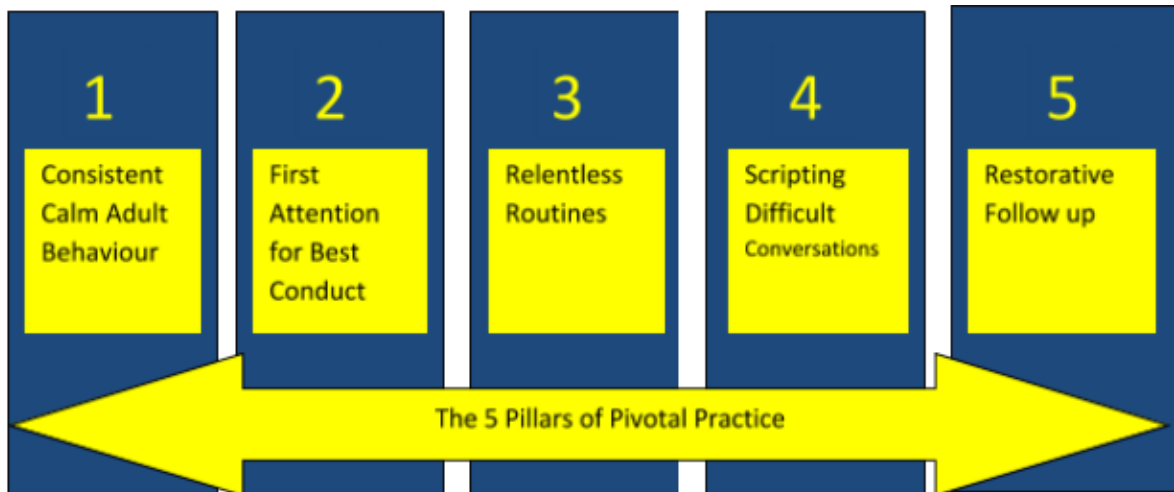 1
Consistent
Calm Adult
Behaviour
2
First
Attention
for Best
Conduct
3
Relentless
Routines
4
Scripting
Difficult
Conversations
5
Restorative
Follow up
The 5 Pillars of Pivotal Practice